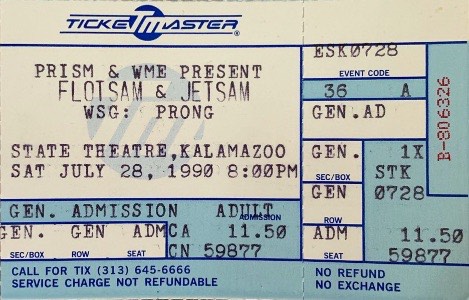 TICKETMASTER®
PRISM & WME PRESENT
FLOTSAM & JETSAM
WSG: PRONG
STATE THEATRE,KALAMAZOO
SAT JULY 28, 1990 8:00PM
GEN. ADMISSION ADULT
ADMISSION
GEN. GEN ADM CA 11.50
SEC/BOX ROW SEAT CN 59877
CALL FOR TIX (313) 645-6666
SERVICE CHARGE NOT REFUNDABLE
ESK0728
EVENT CODE
36 A
GEN.AD
GEN. 1X
SEC/BOX STK
GEN 0728
ROW
ADM 11.50
SEAT 59877
NO REFUND
NO EXCHANGE
B-806326